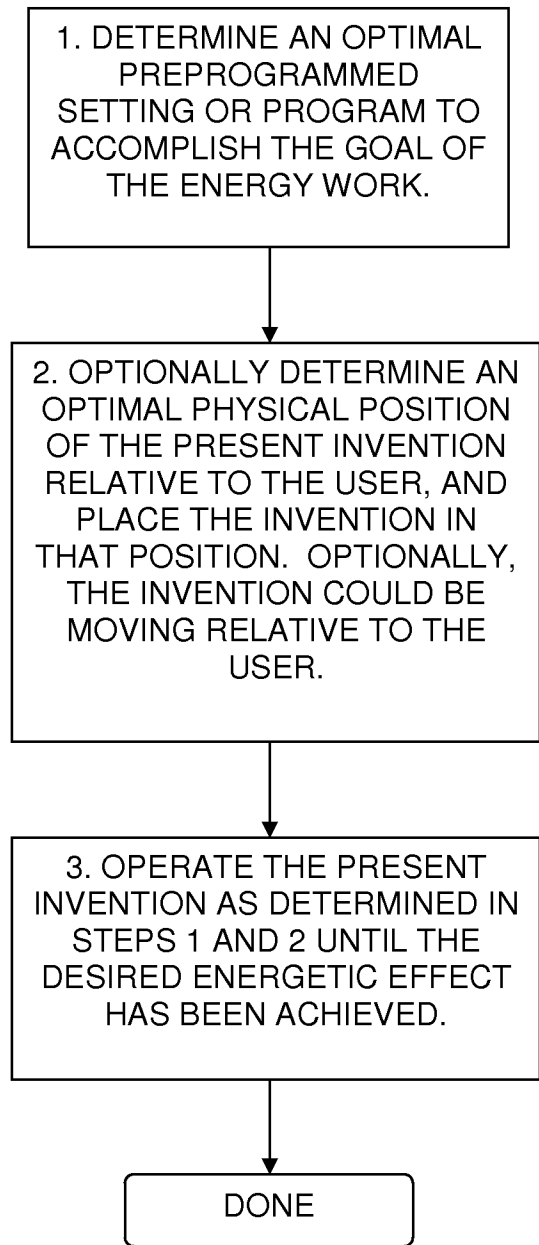 1. DETERMINE AN OPTIMAL
PREPROGRAMMED
SETTING OR PROGRAM TO
ACCOMPLISH THE GOAL OF
THE ENERGY WORK.
2. OPTIONALLY DETERMINE AN
OPTIMAL PHYSICAL POSITION
OF THE PRESENT INVENTION
RELATIVE TO THE USER, AND
PLACE THE INVENTION IN
THAT POSITION.  OPTIONALLY,
THE INVENTION COULD BE
MOVING RELATIVE TO THE
USER.
3. OPERATE THE PRESENT
INVENTION AS DETERMINED IN
STEPS 1 AND 2 UNTIL THE
DESIRED ENERGETIC EFFECT
HAS BEEN ACHIEVED.
DONE